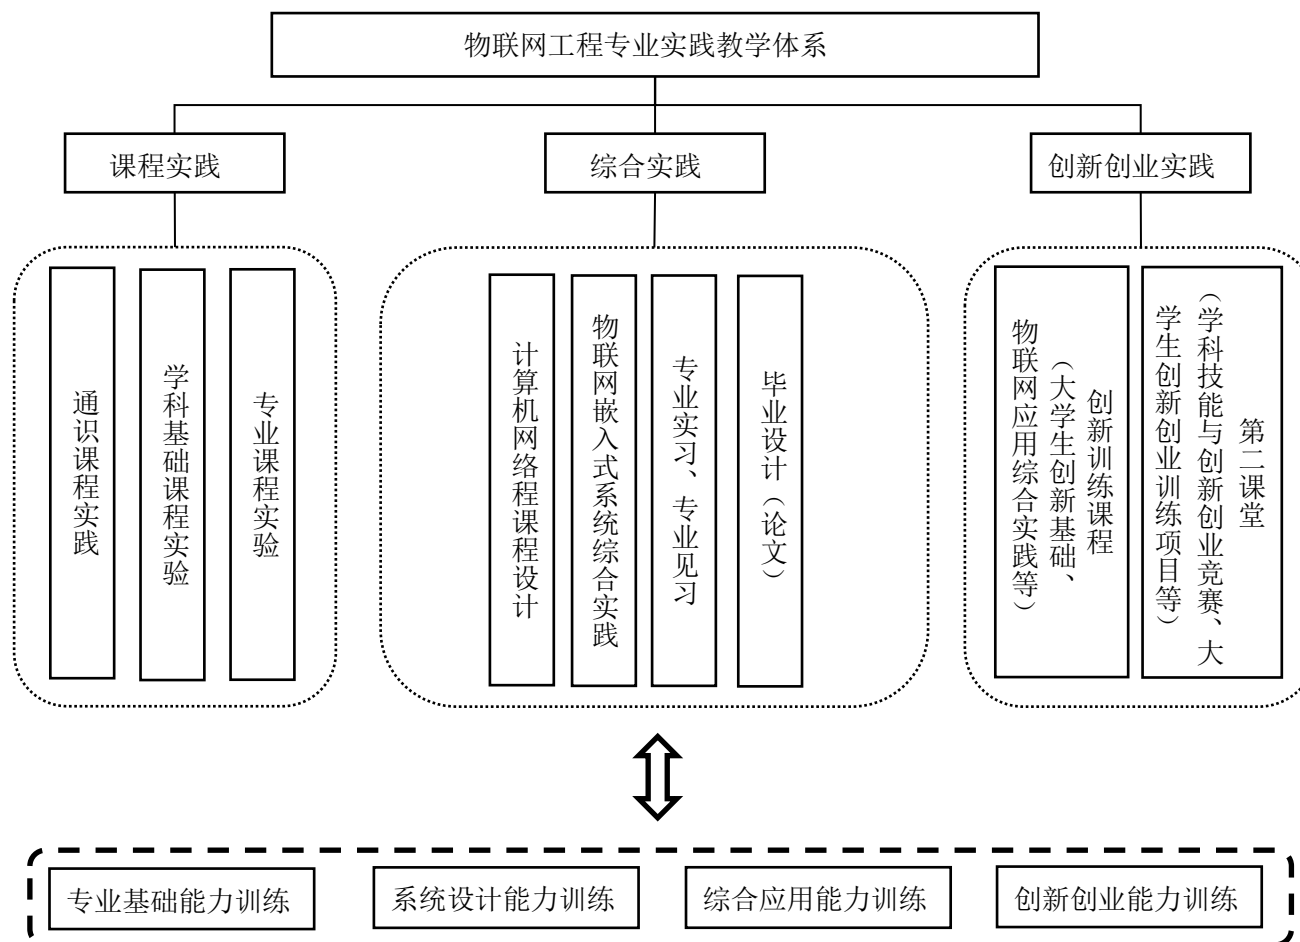 物联网工程专业实践教学体系
课程实践
综合实践
创新创业实践
通识课程实践
学科基础课程实验
专业课程实验
计算机网络程课程设计
物联网嵌入式系统综合实践
专业实习、专业见习
毕业设计（论文）
创新训练课程
（大学生创新基础、
物联网应用综合实践等）
第二课堂
（学科技能与创新创业竞赛、大
学生创新创业训练项目等）
专业基础能力训练
系统设计能力训练
综合应用能力训练
创新创业能力训练